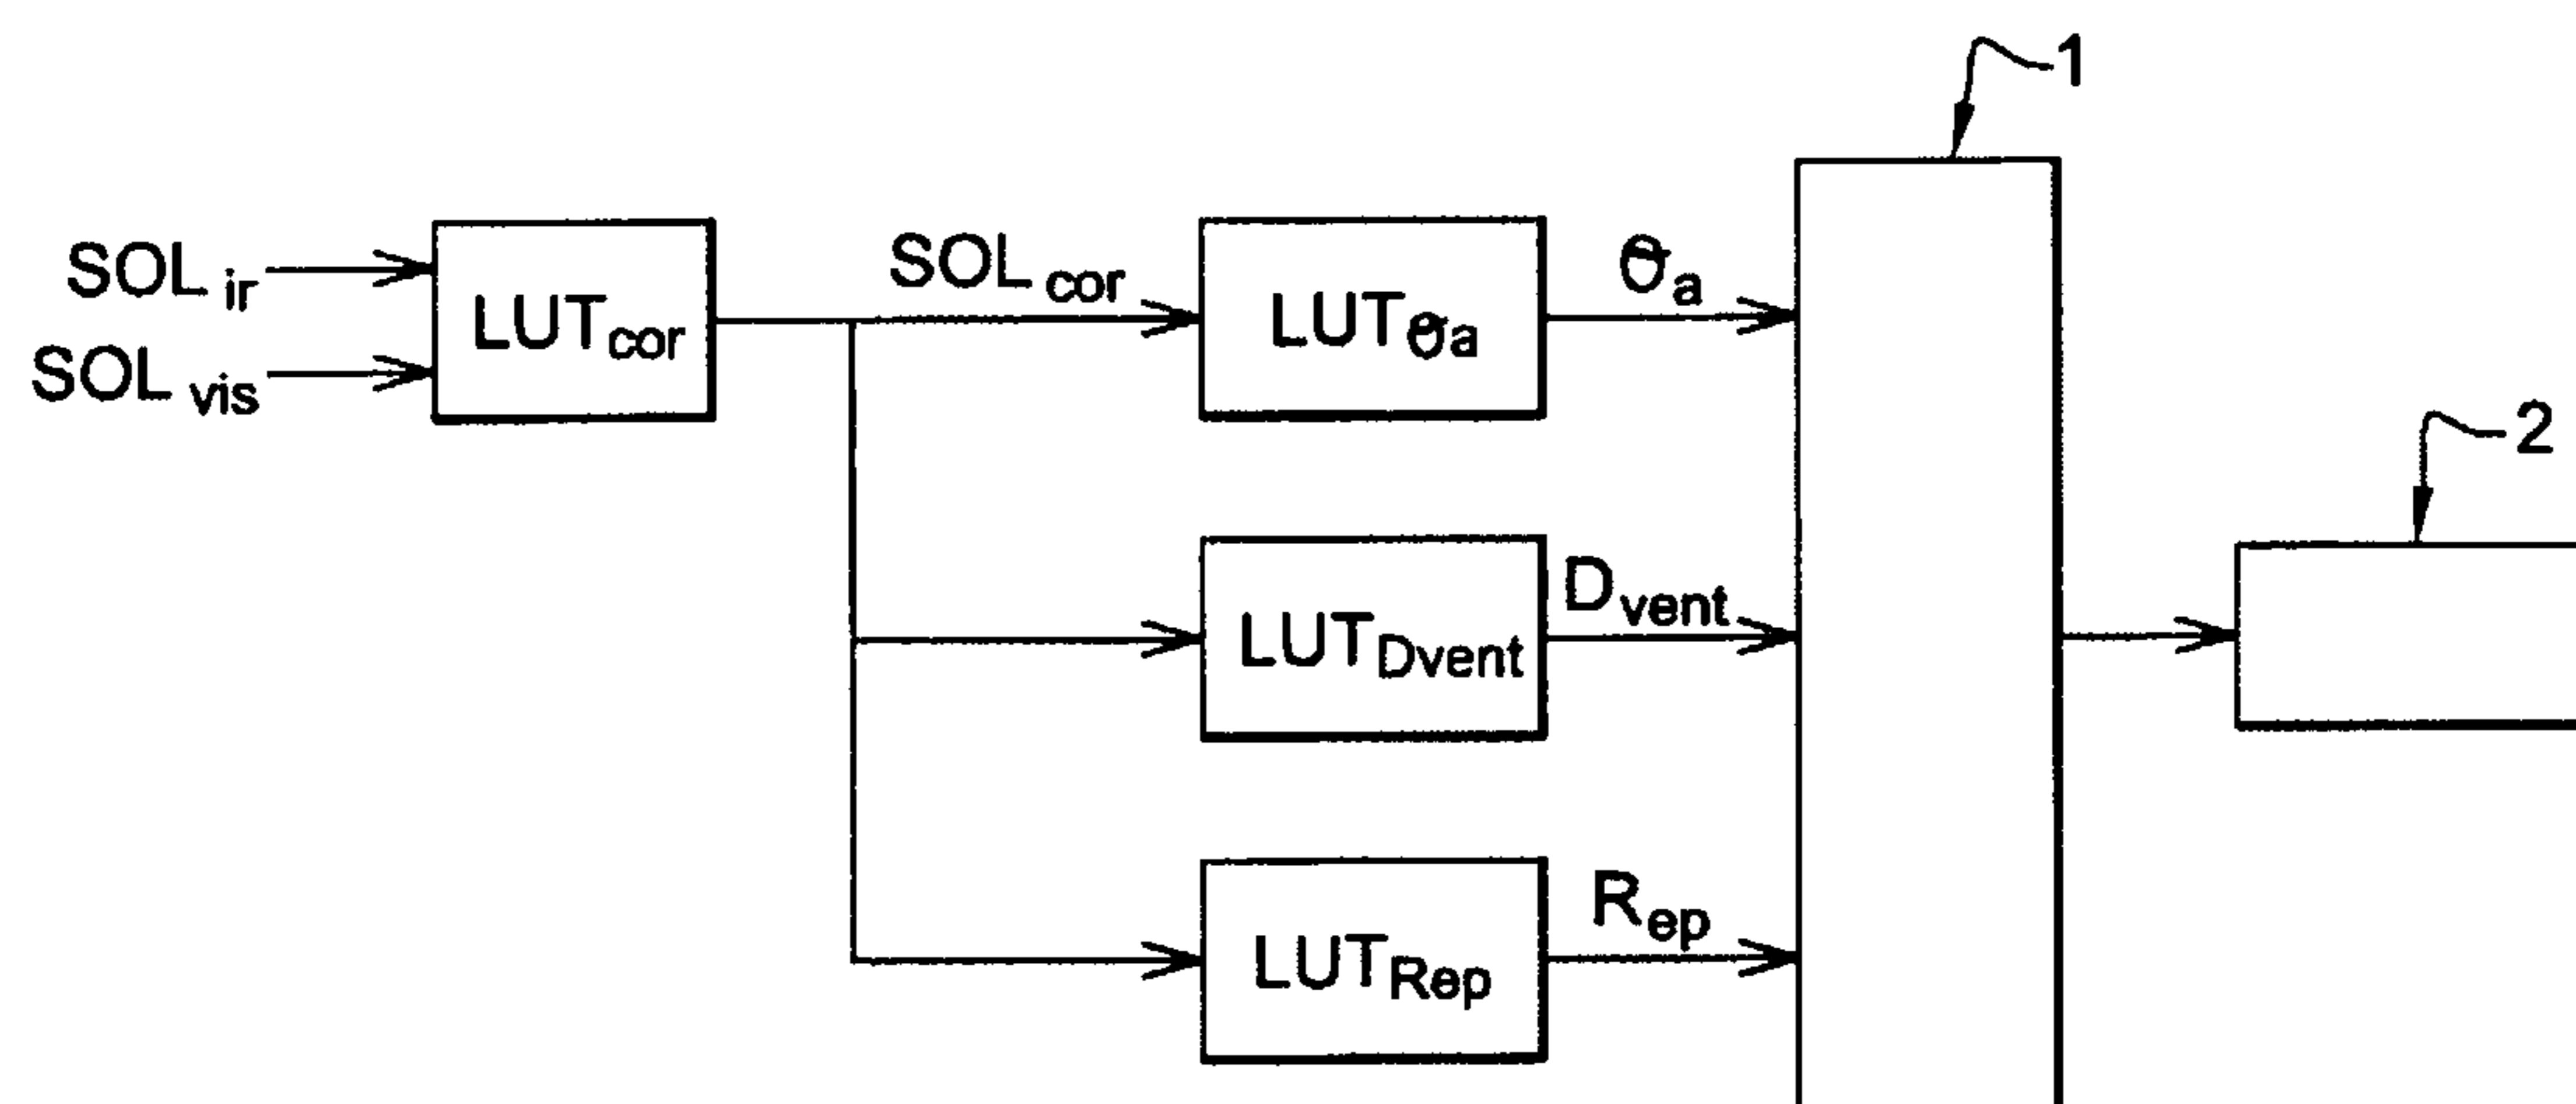 1
SOL ir
SOL vis
LUTcor
SOL cor
LUTθa
θa
2
LUTDvent
Dvent
LUTRep
Rep